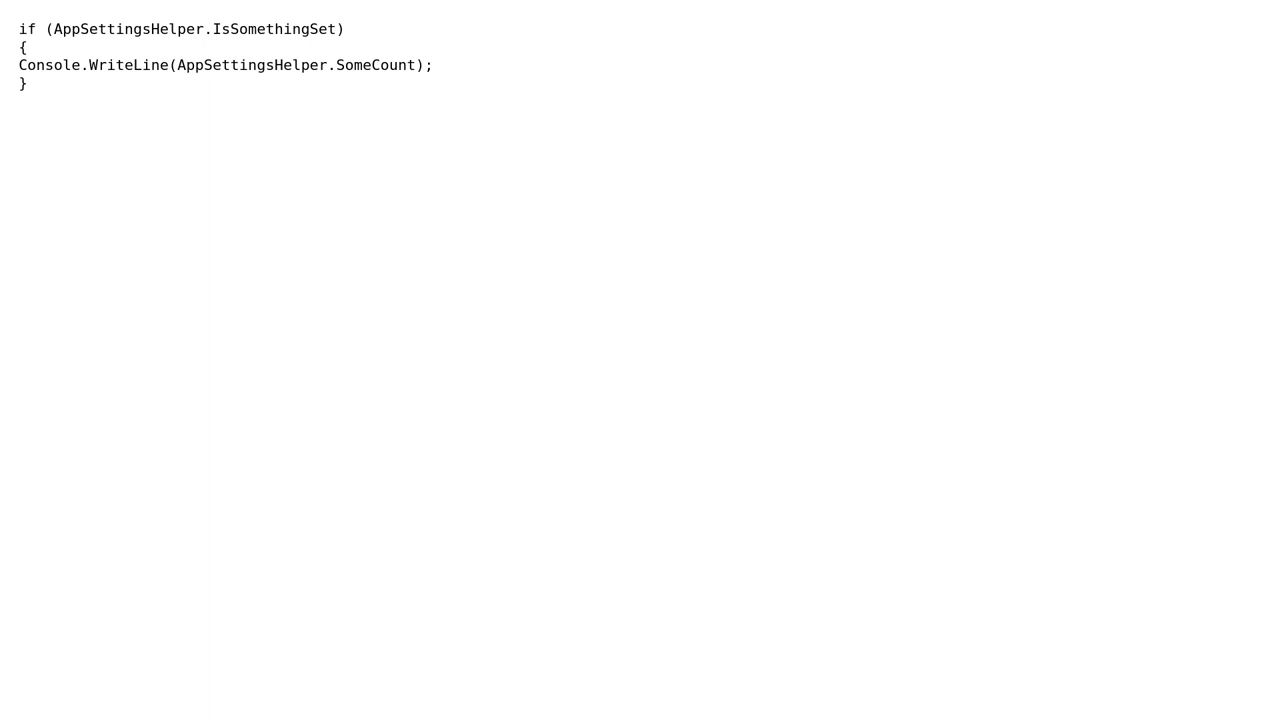 if (AppSettingsHelper.IsSomethingSet)
{
Console.WriteLine(AppSettingsHelper.SomeCount);
}